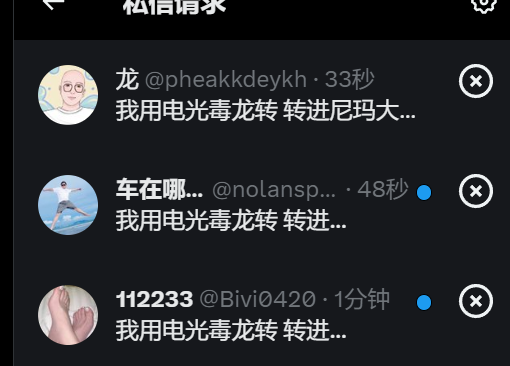 私信请求
龙 @pheakkdeykh · 33秒
我用电光毒龙转 转进尼玛大...
车在哪... @nolansp... · 48秒
我用电光毒龙转 转进...
112233 @Bivi0420 · 1分钟
我用电光毒龙转 转进...